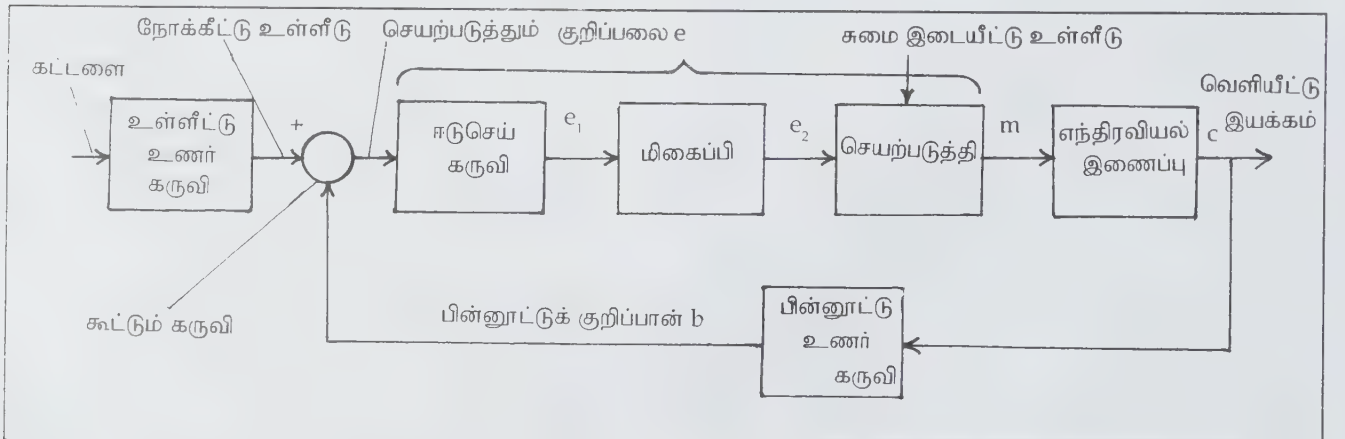 நோக்கீட்டு உள்ளீடு
செயற்படுத்தும் குறிப்பலை e
சுமை இடையீட்டு உள்ளீடு
கட்டளை
வெளியீட்டு
இயக்கம்
உள்ளீட்டு
உணர்
கருவி
+
ஈடுசெய்
கருவி
e₁
மிகைப்பி
e₂
செயற்படுத்தி
m
எந்திரவியல்
இணைப்பு
c
கூட்டும் கருவி
பின்னூட்டுக் குறிப்பான் b
பின்னூட்டு
உணர்
கருவி